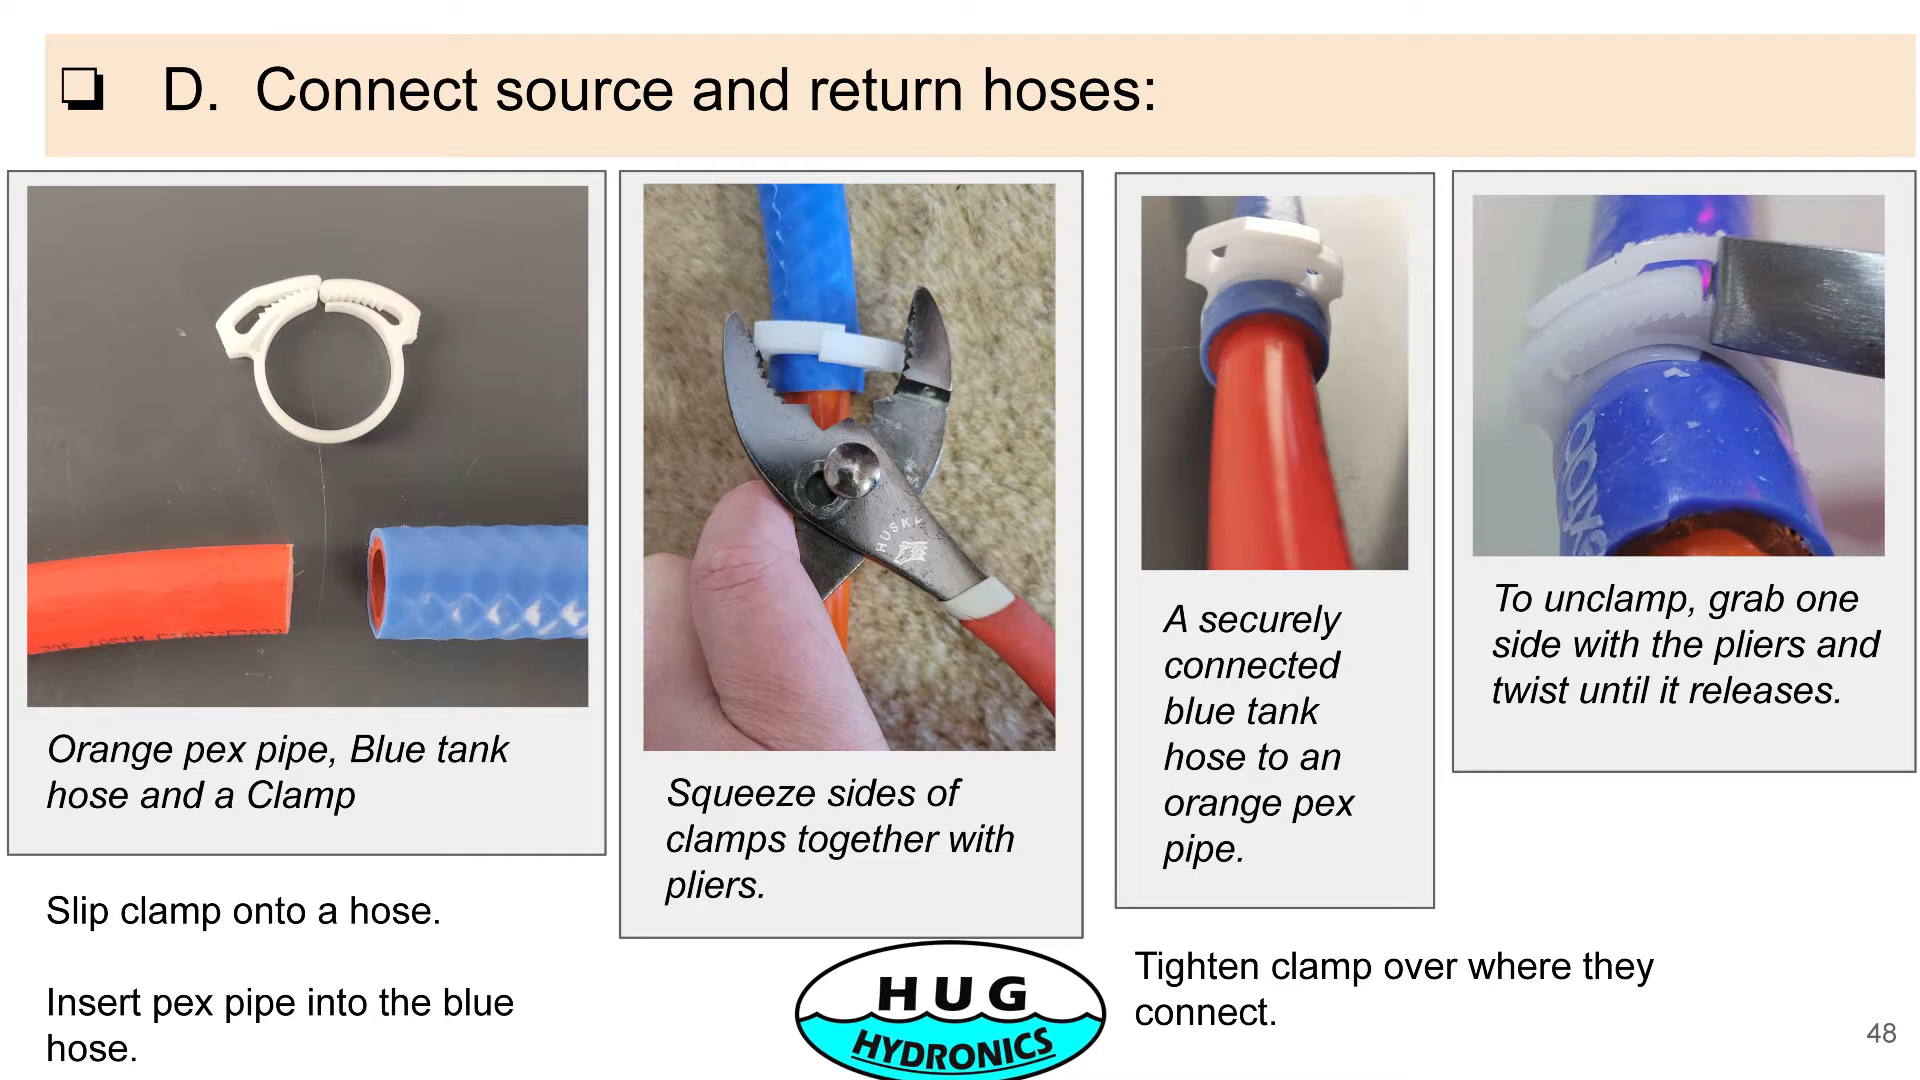 ❏ D. Connect source and return hoses:
Orange pex pipe, Blue tank
hose and a Clamp
Slip clamp onto a hose.
Insert pex pipe into the blue
hose.
HUSKY
Squeeze sides of
clamps together with
pliers.
A securely
connected
blue tank
hose to an
orange pex
pipe.
To unclamp, grab one
side with the pliers and
twist until it releases.
Tighten clamp over where they
connect.
HUG
HYDRONICS
48